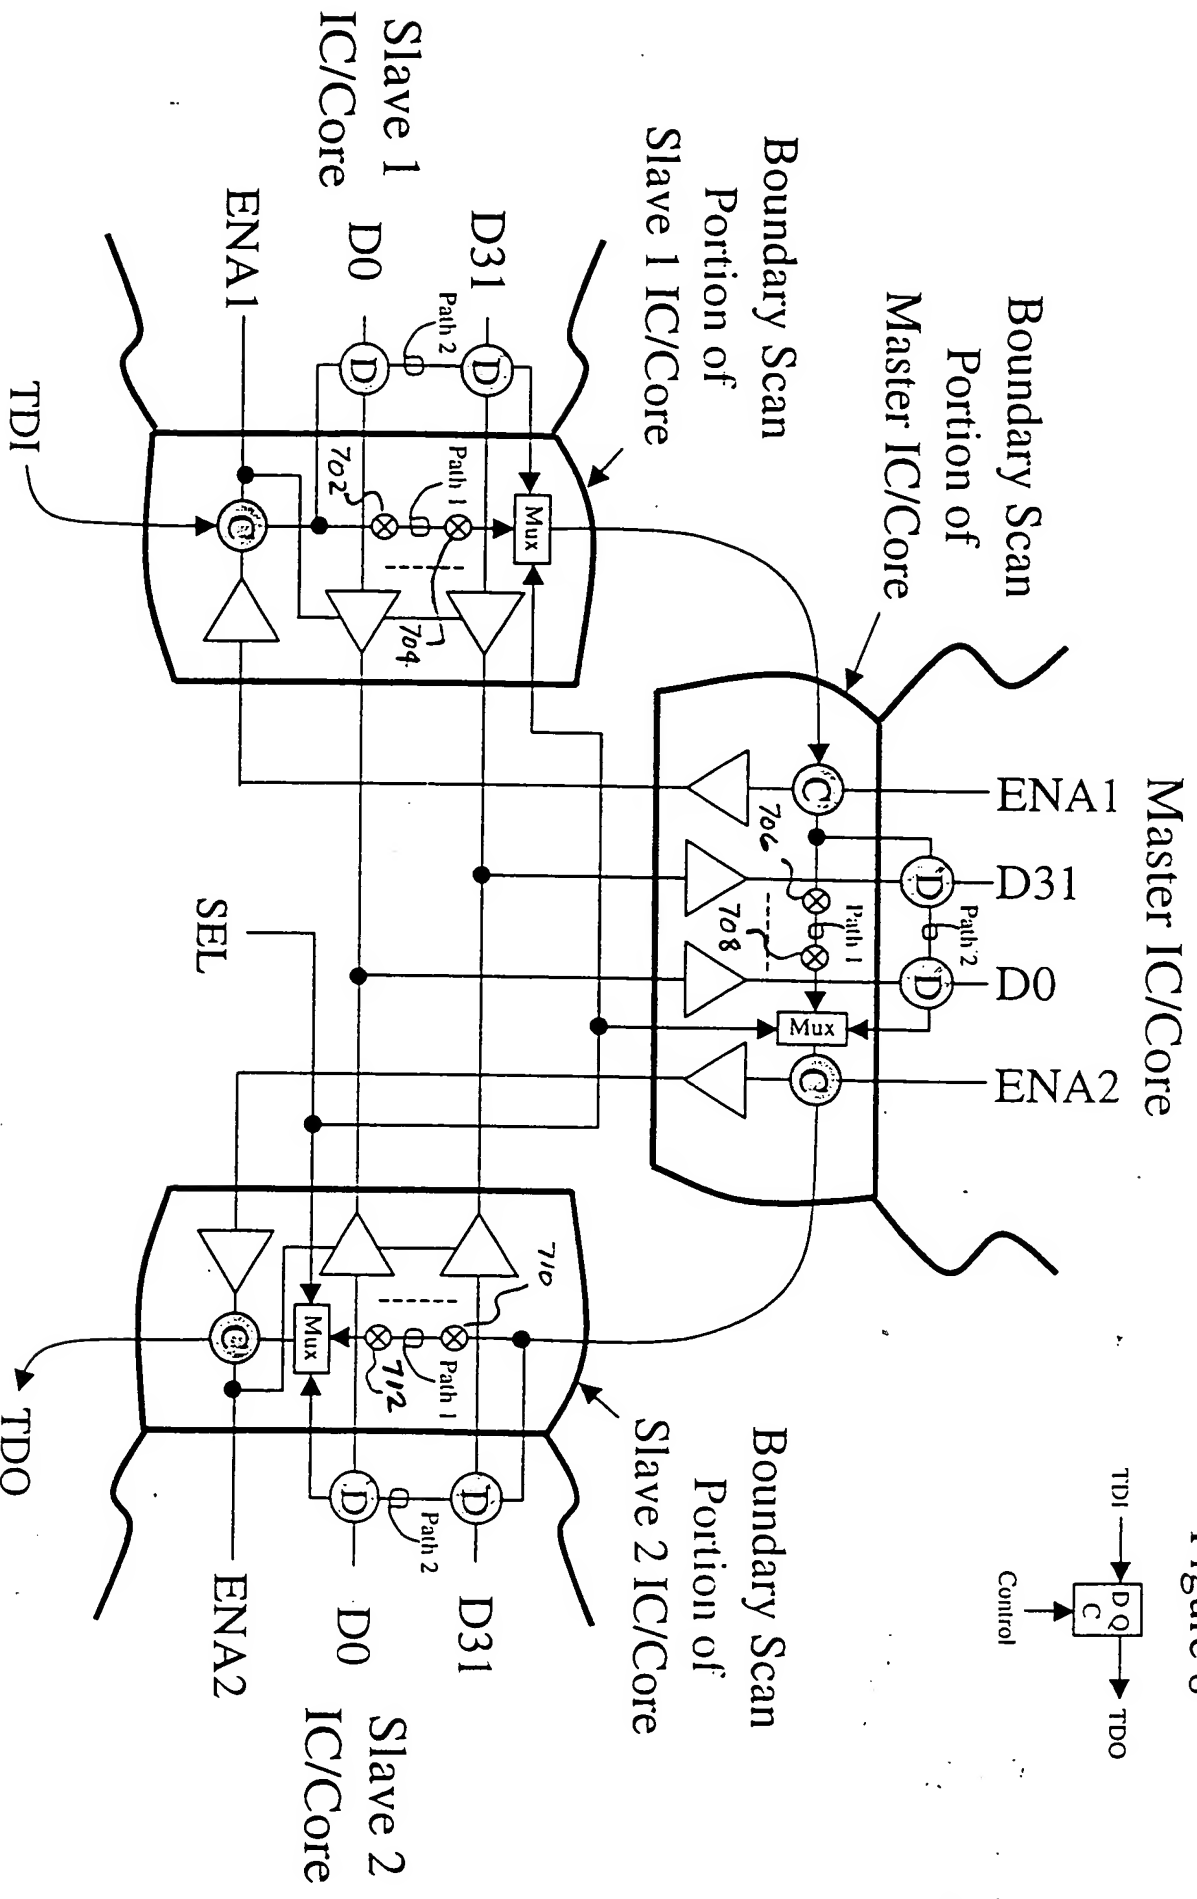 Master IC/Core
ENA1
D31
D0
ENA2
Boundary Scan
Portion of
Master IC/Core
Path 2
Path 1
706
708
Mux
C
C
D
D
Boundary Scan
Portion of
Slave 1 IC/Core
Slave 1
IC/Core
D31
D0
ENA1
TDI
Path 2
Path 1
702
704
Mux
D
D
C
SEL
Boundary Scan
Portion of
Slave 2 IC/Core
Slave 2
IC/Core
D31
D0
ENA2
TDO
710
712
Path 1
Path 2
Mux
D
D
C
TDI
D Q
C
TDO
Control